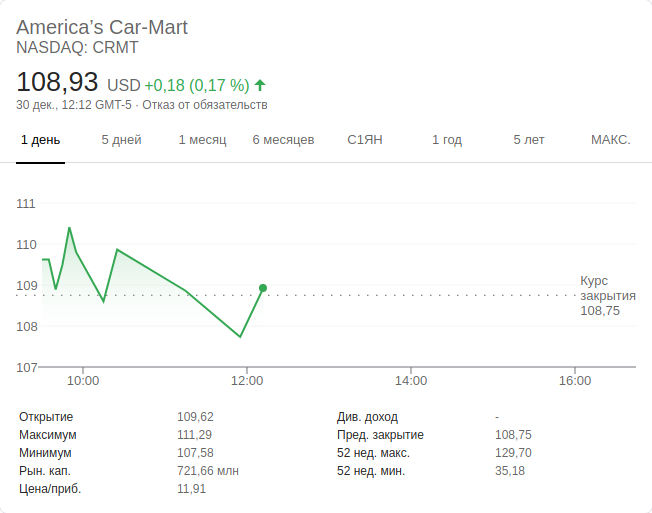 America’s Car-Mart
NASDAQ: CRMT
108,93 USD +0,18 (0,17 %)
30 дек., 12:12 GMT-5 · Отказ от обязательств
1 день 5 дней 1 месяц 6 месяцев С1ЯН 1 год 5 лет МАКС.
111
110
109
108
107
Курс
закрытия
108,75
10:00 12:00 14:00 16:00
Открытие 109,62 Див. доход -
Максимум 111,29 Пред. закрытие 108,75
Минимум 107,58 52 нед. макс. 129,70
Рын. кап. 721,66 млн 52 нед. мин. 35,18
Цена/приб. 11,91